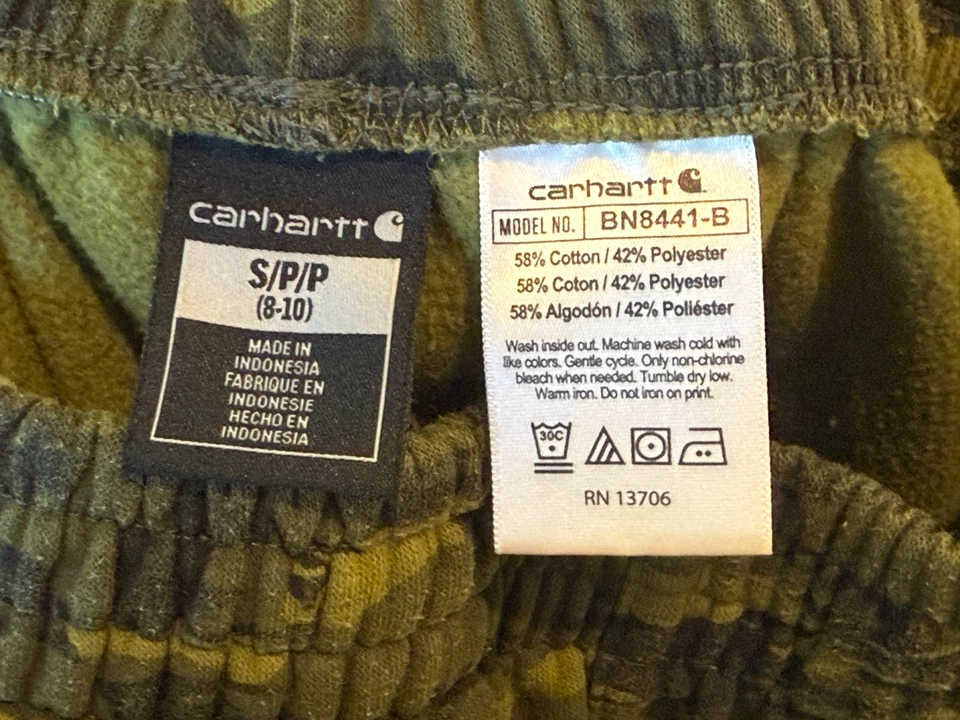 carhartt
S/P/P
(8-10)
MADE IN
INDONESIA
FABRIQUE EN
INDONESIE
HECHO EN
INDONESIA
carhartt
MODEL NO. BN8441-B
58% Cotton / 42% Polyester
58% Coton / 42% Polyester
58% Algodón / 42% Poliéster
Wash inside out. Machine wash cold with
like colors. Gentle cycle. Only non-chlorine
bleach when needed. Tumble dry low.
Warm iron. Do not iron on print.
30C
RN 13706